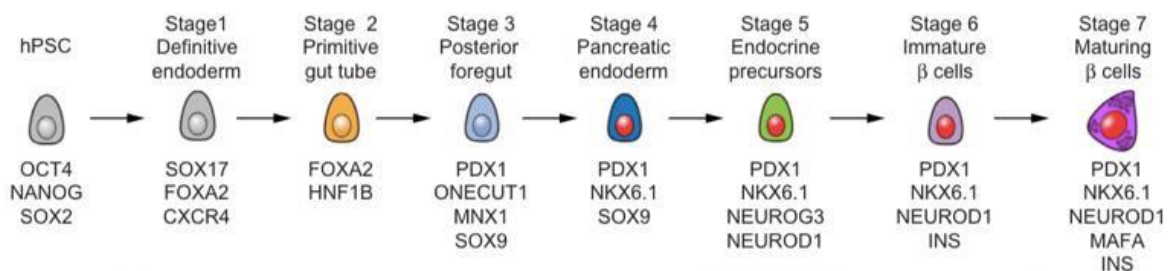 hPSC
Stage1
Definitive
endoderm
Stage 2
Primitive
gut tube
Stage 3
Posterior
foregut
Stage 4
Pancreatic
endoderm
Stage 5
Endocrine
precursors
Stage 6
Immature
β cells
Stage 7
Maturing
β cells
OCT4
NANOG
SOX2
SOX17
FOXA2
CXCR4
FOXA2
HNF1B
PDX1
ONECUT1
MNX1
SOX9
PDX1
NKX6.1
SOX9
PDX1
NKX6.1
NEUROG3
NEUROD1
PDX1
NKX6.1
NEUROD1
INS
PDX1
NKX6.1
NEUROD1
MAFA
INS